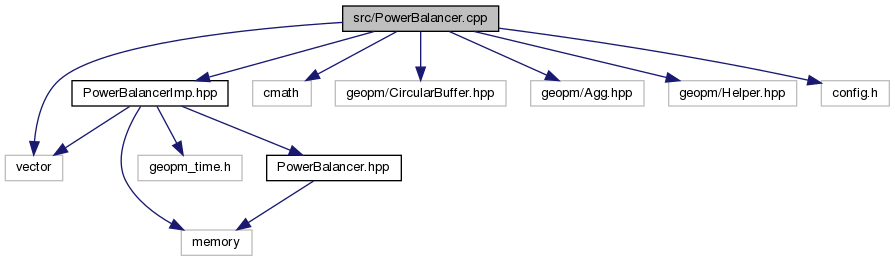 src/PowerBalancer.cpp
PowerBalancerImp.hpp
cmath
geopm/CircularBuffer.hpp
geopm/Agg.hpp
geopm/Helper.hpp
config.h
vector
geopm_time.h
PowerBalancer.hpp
memory